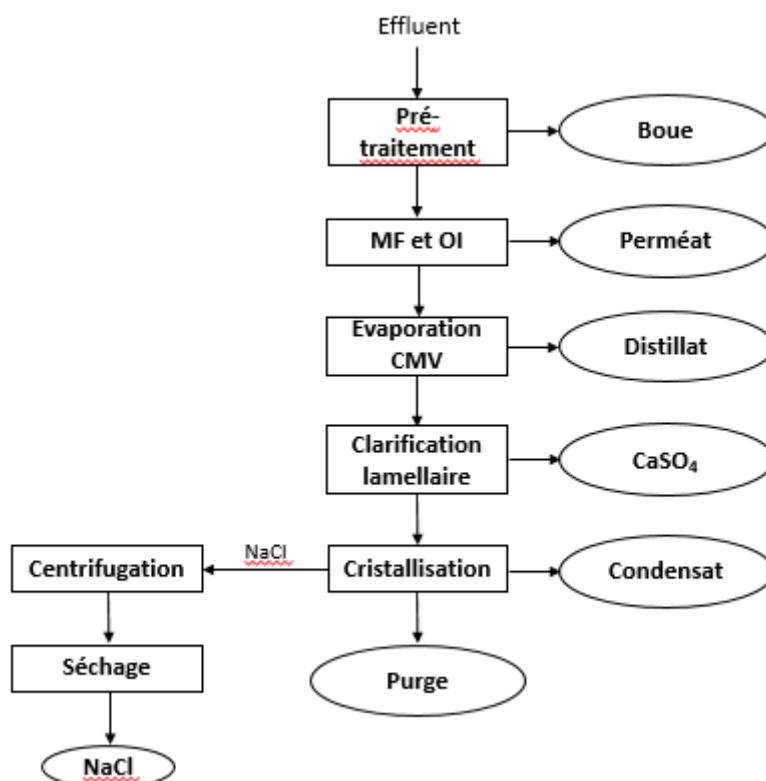 Effluent
Pré-
traitement
Boue
MF et OI
Perméat
Evaporation
CMV
Distillat
Clarification
lamellaire
CaSO₄
Centrifugation
NaCl
Cristallisation
Condensat
Séchage
Purge
NaCl